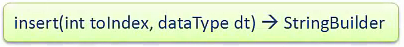 insert(int toIndex, dataType dt) → StringBuilder